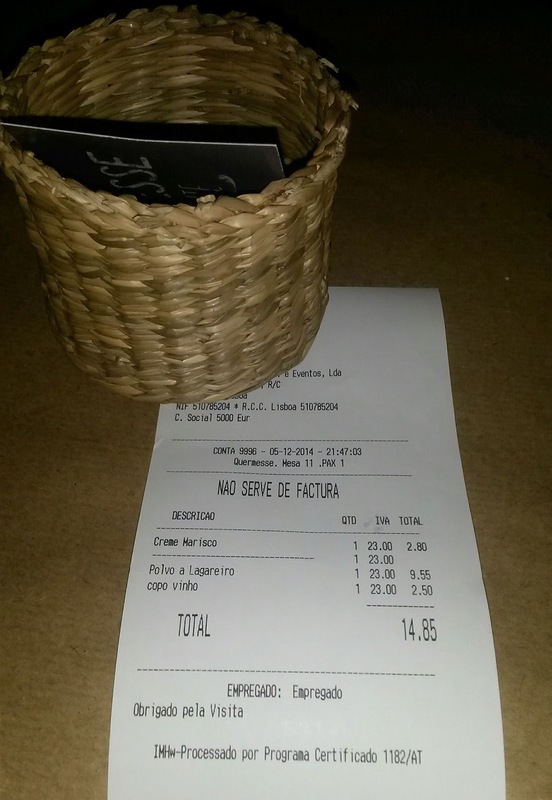 SSE
e Eventos, Lda
R/C
NIF 510785204 * R.C.C. Lisboa 510785204
C. Social 5000 Eur
CONTA 9996 - 05-12-2014 - 21:47:03
Quermesse. Mesa 11 .PAX 1
NAO SERVE DE FACTURA
DESCRICAO QTD IVA TOTAL
Creme Marisco 1 23.00 2.80
1 23.00
Polvo a Lagareiro 1 23.00 9.55
copo vinho 1 23.00 2.50
TOTAL 14.85
EMPREGADO: Empregado
Obrigado pela Visita
IMHw-Processado por Programa Certificado 1182/AT